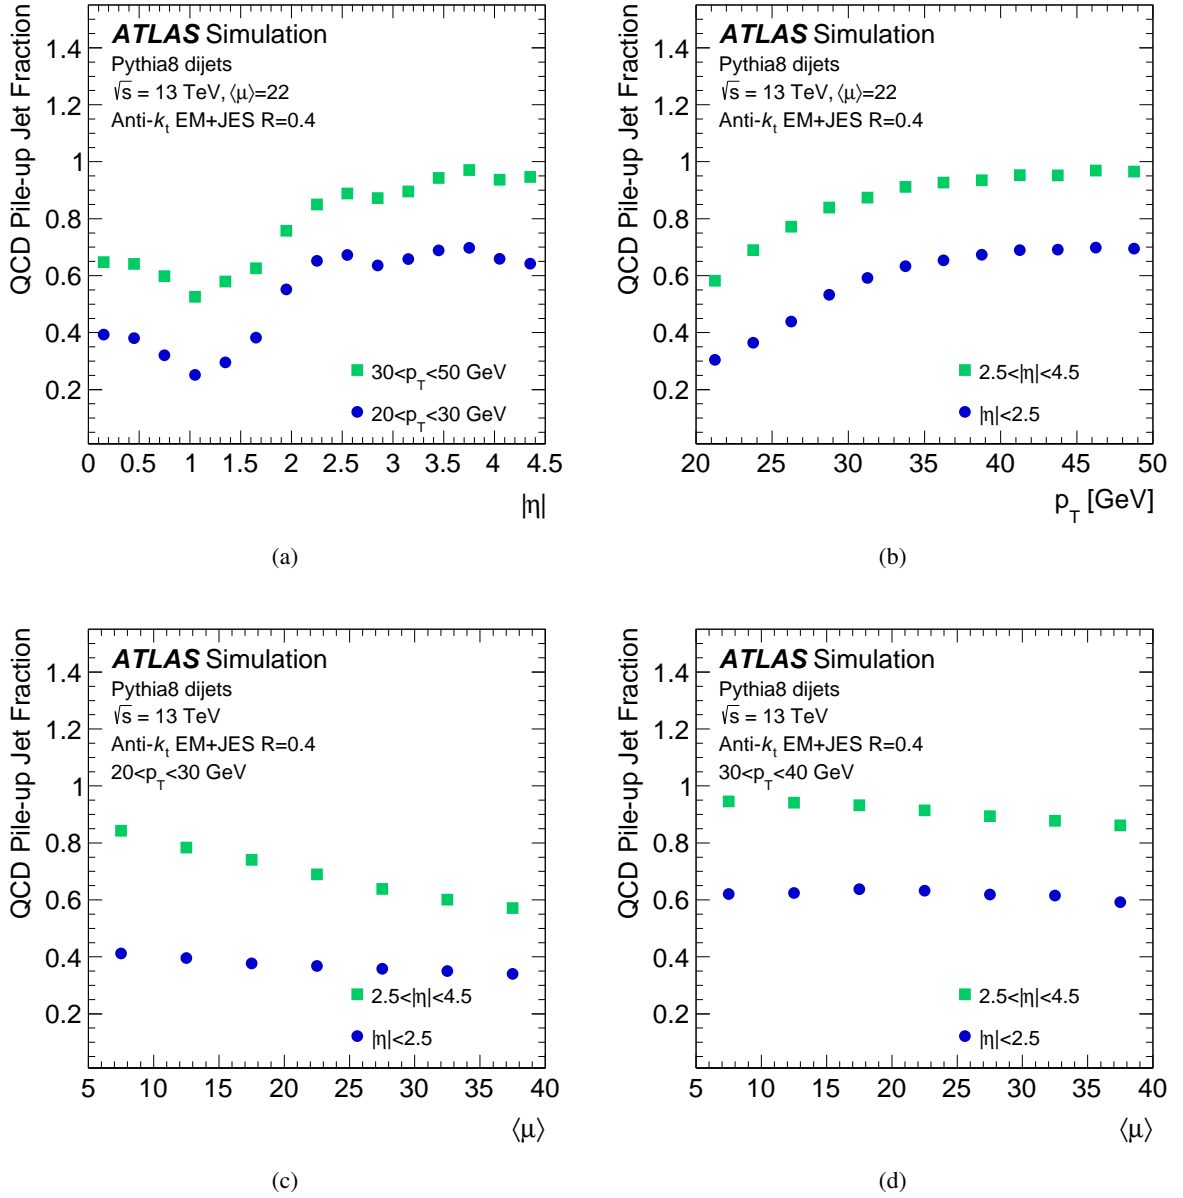 QCD Pile-up Jet Fraction
ATLAS Simulation
Pythia8 dijets
√s = 13 TeV, ⟨μ⟩=22
Anti-kt EM+JES R=0.4
1.4
1.2
1
0.8
0.6
0.4
0.2
30<pT<50 GeV
20<pT<30 GeV
0 0.5 1 1.5 2 2.5 3 3.5 4 4.5
|η|
(a)
QCD Pile-up Jet Fraction
ATLAS Simulation
Pythia8 dijets
√s = 13 TeV, ⟨μ⟩=22
Anti-kt EM+JES R=0.4
1.4
1.2
1
0.8
0.6
0.4
0.2
2.5<|η|<4.5
|η|<2.5
20 25 30 35 40 45 50
pT [GeV]
(b)
QCD Pile-up Jet Fraction
ATLAS Simulation
Pythia8 dijets
√s = 13 TeV
Anti-kt EM+JES R=0.4
20<pT<30 GeV
1.4
1.2
1
0.8
0.6
0.4
0.2
2.5<|η|<4.5
|η|<2.5
5 10 15 20 25 30 35 40
⟨μ⟩
(c)
QCD Pile-up Jet Fraction
ATLAS Simulation
Pythia8 dijets
√s = 13 TeV
Anti-kt EM+JES R=0.4
30<pT<40 GeV
1.4
1.2
1
0.8
0.6
0.4
0.2
2.5<|η|<4.5
|η|<2.5
5 10 15 20 25 30 35 40
⟨μ⟩
(d)